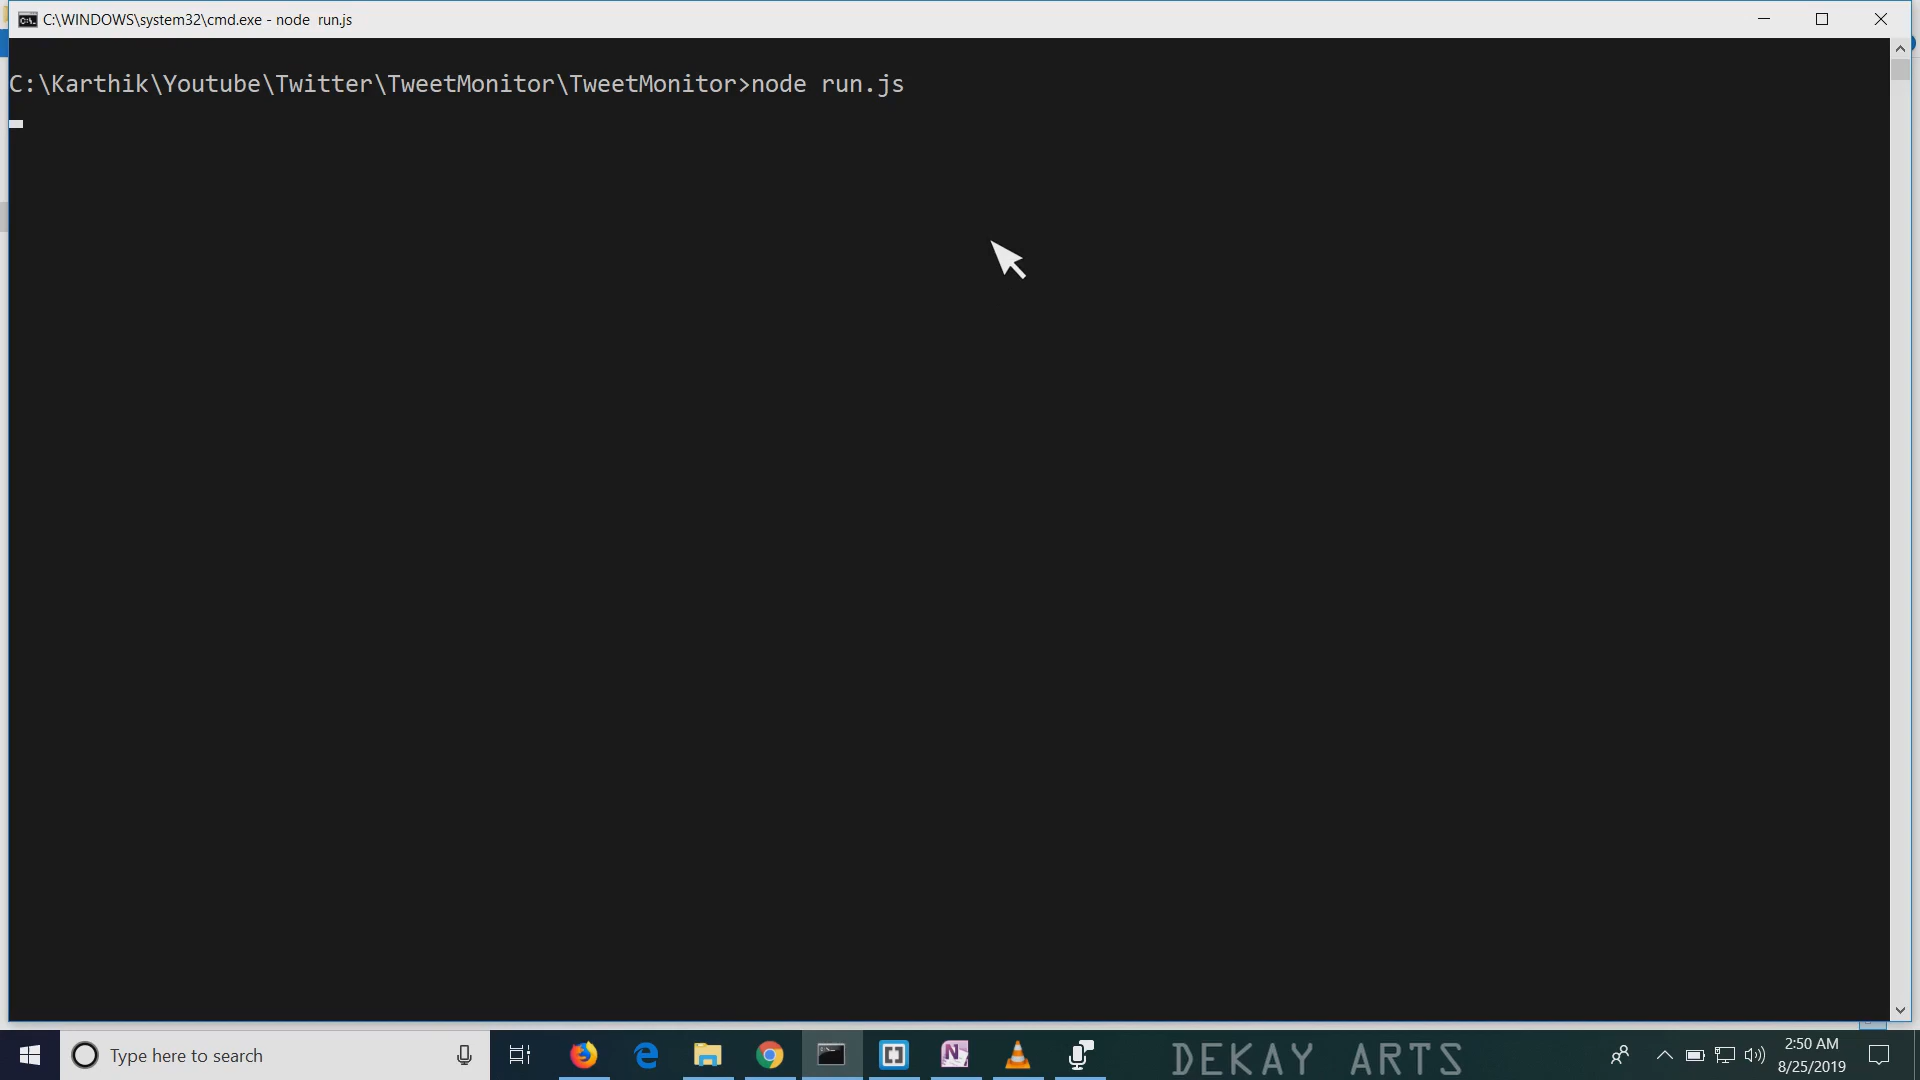 C:\WINDOWS\system32\cmd.exe - node  run.js
C:\Karthik\Youtube\Twitter\TweetMonitor\TweetMonitor>node run.js
Type here to search
DEKAY ARTS
2:50 AM
8/25/2019